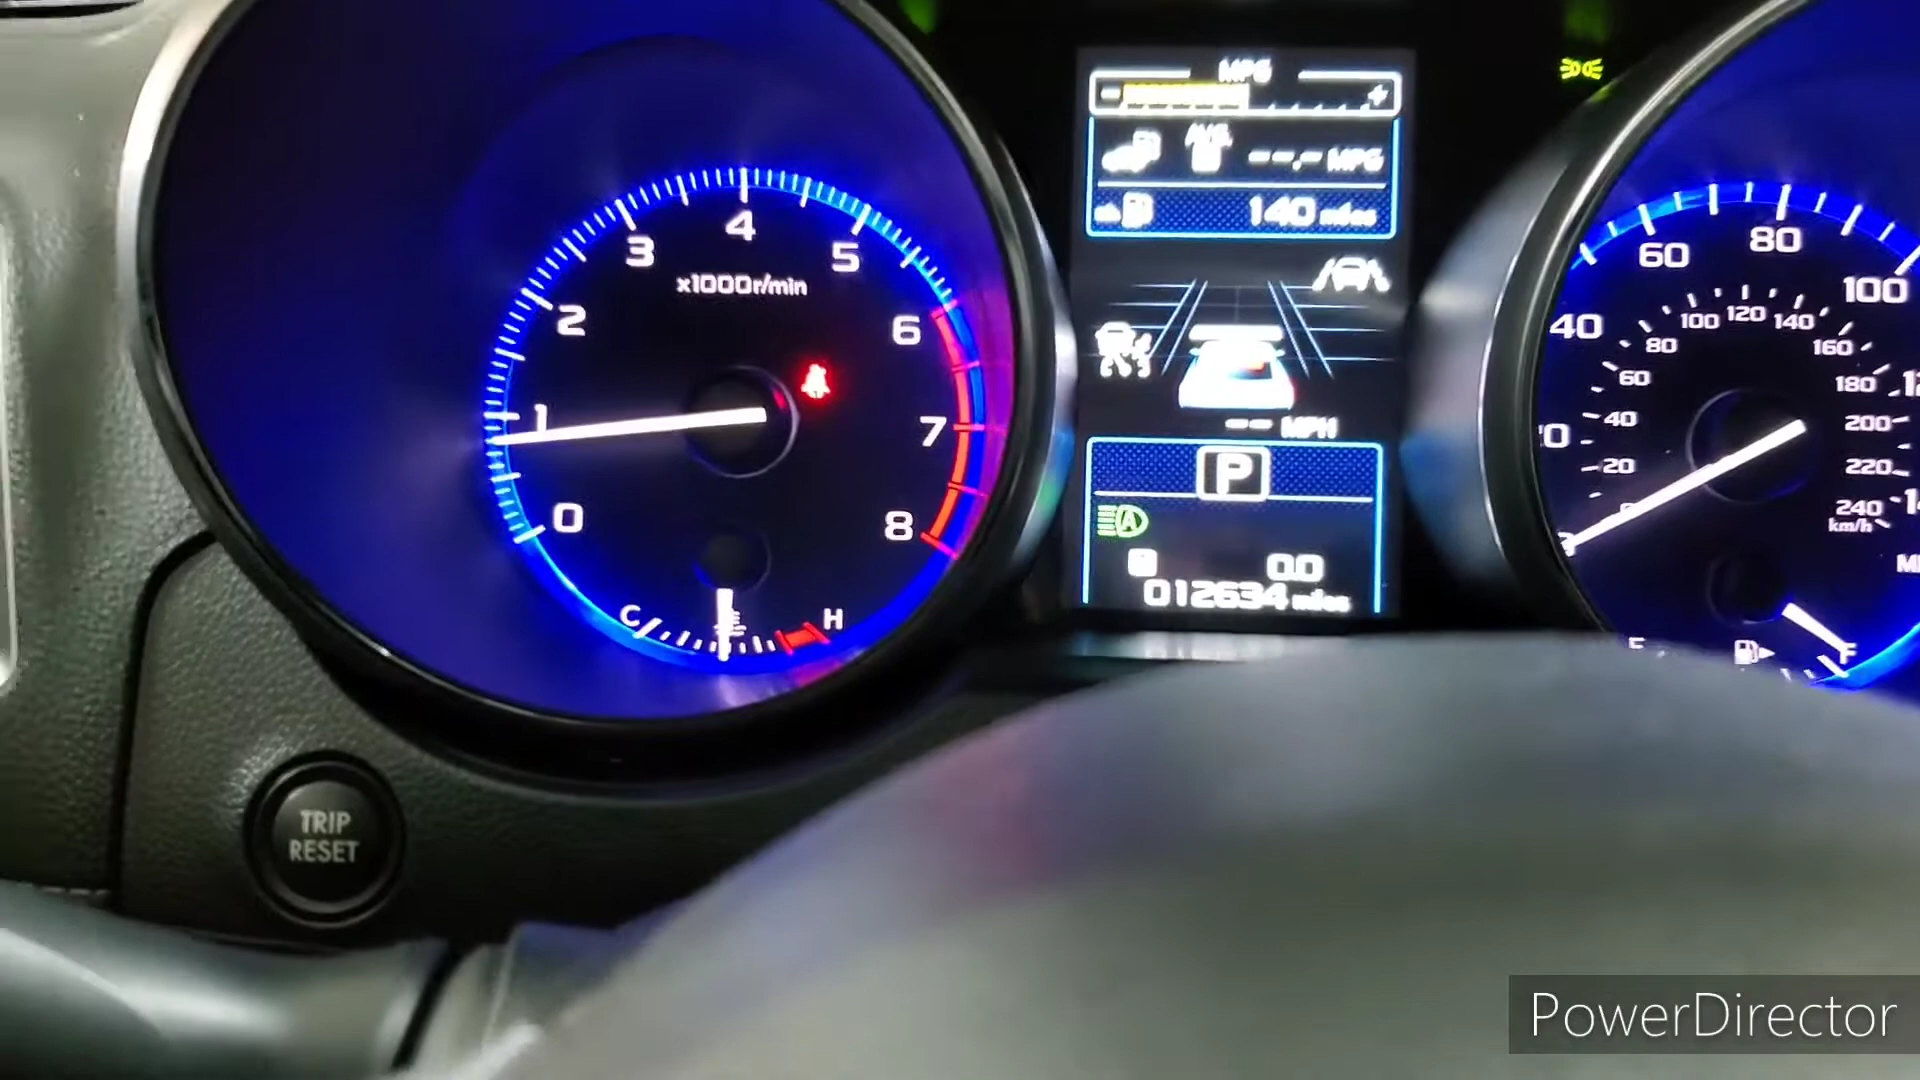 MPG
- +
AVG
--.- MPG
140 miles
-- MPH
P
A
0.0
012634 miles
0
1
2
3
4
5
6
7
8
x1000r/min
C H
40
60
80
100
20
40
60
80
100
120
140
160
180
200
220
240
km/h
F
TRIP
RESET
PowerDirector